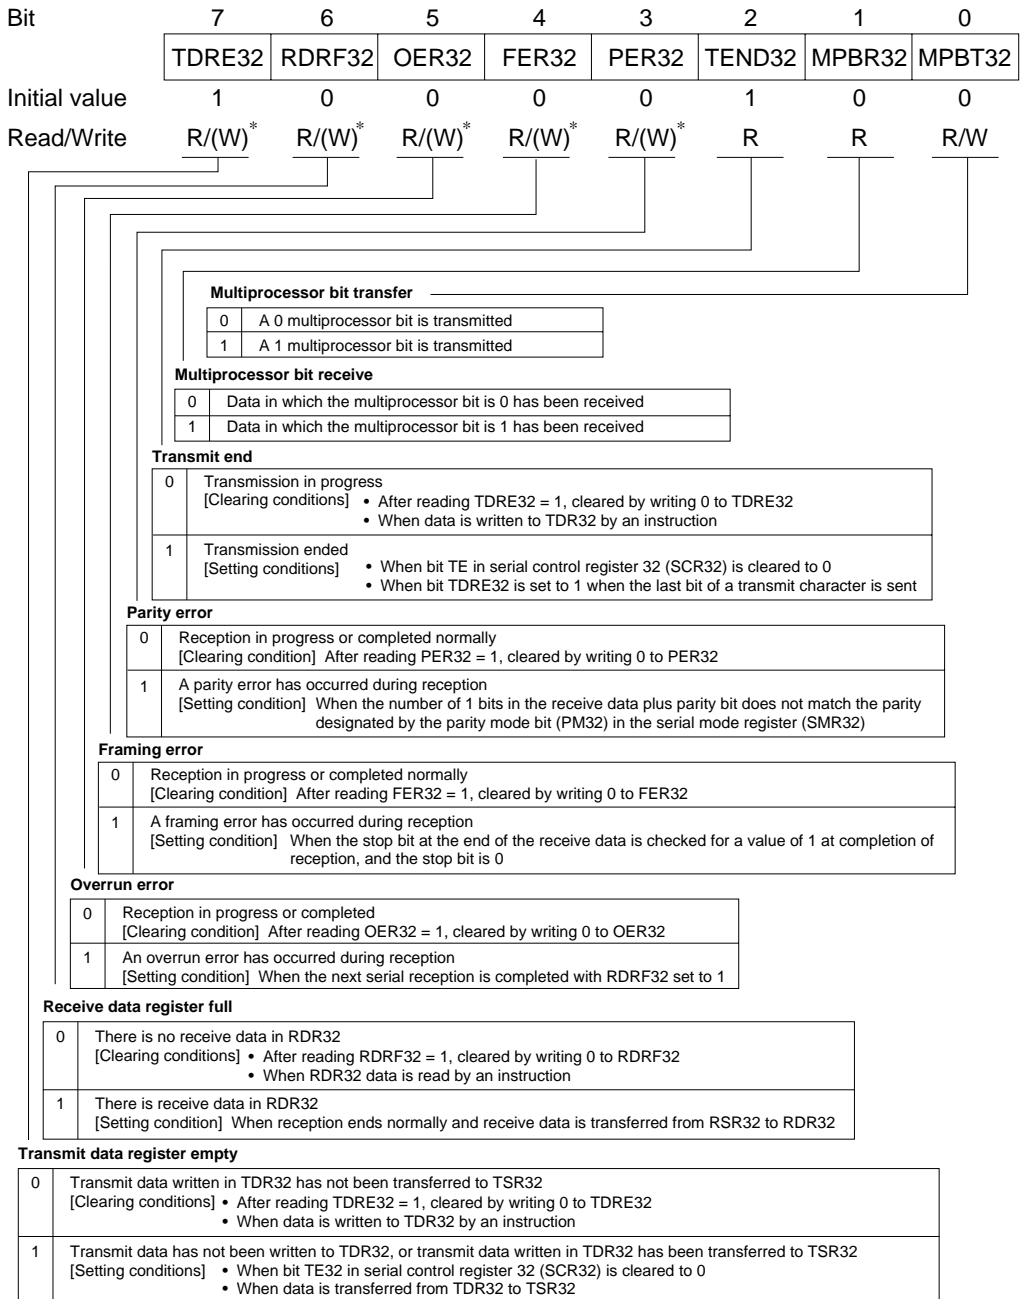 Bit 7 6 5 4 3 2 1 0
TDRE32 RDRF32 OER32 FER32 PER32 TEND32 MPBR32 MPBT32
Initial value 1 0 0 0 0 1 0 0
Read/Write R/(W)* R/(W)* R/(W)* R/(W)* R/(W)* R R R/W
Multiprocessor bit transfer
0 A 0 multiprocessor bit is transmitted
1 A 1 multiprocessor bit is transmitted
Multiprocessor bit receive
0 Data in which the multiprocessor bit is 0 has been received
1 Data in which the multiprocessor bit is 1 has been received
Transmit end
0 Transmission in progress
[Clearing conditions] • After reading TDRE32 = 1, cleared by writing 0 to TDRE32
• When data is written to TDR32 by an instruction
1 Transmission ended
[Setting conditions] • When bit TE in serial control register 32 (SCR32) is cleared to 0
• When bit TDRE32 is set to 1 when the last bit of a transmit character is sent
Parity error
0 Reception in progress or completed normally
[Clearing condition] After reading PER32 = 1, cleared by writing 0 to PER32
1 A parity error has occurred during reception
[Setting condition] When the number of 1 bits in the receive data plus parity bit does not match the parity
designated by the parity mode bit (PM32) in the serial mode register (SMR32)
Framing error
0 Reception in progress or completed normally
[Clearing condition] After reading FER32 = 1, cleared by writing 0 to FER32
1 A framing error has occurred during reception
[Setting condition] When the stop bit at the end of the receive data is checked for a value of 1 at completion of
reception, and the stop bit is 0
Overrun error
0 Reception in progress or completed
[Clearing condition] After reading OER32 = 1, cleared by writing 0 to OER32
1 An overrun error has occurred during reception
[Setting condition] When the next serial reception is completed with RDRF32 set to 1
Receive data register full
0 There is no receive data in RDR32
[Clearing conditions] • After reading RDRF32 = 1, cleared by writing 0 to RDRF32
• When RDR32 data is read by an instruction
1 There is receive data in RDR32
[Setting condition] When reception ends normally and receive data is transferred from RSR32 to RDR32
Transmit data register empty
0 Transmit data written in TDR32 has not been transferred to TSR32
[Clearing conditions] • After reading TDRE32 = 1, cleared by writing 0 to TDRE32
• When data is written to TDR32 by an instruction
1 Transmit data has not been written to TDR32, or transmit data written in TDR32 has been transferred to TSR32
[Setting conditions] • When bit TE32 in serial control register 32 (SCR32) is cleared to 0
• When data is transferred from TDR32 to TSR32